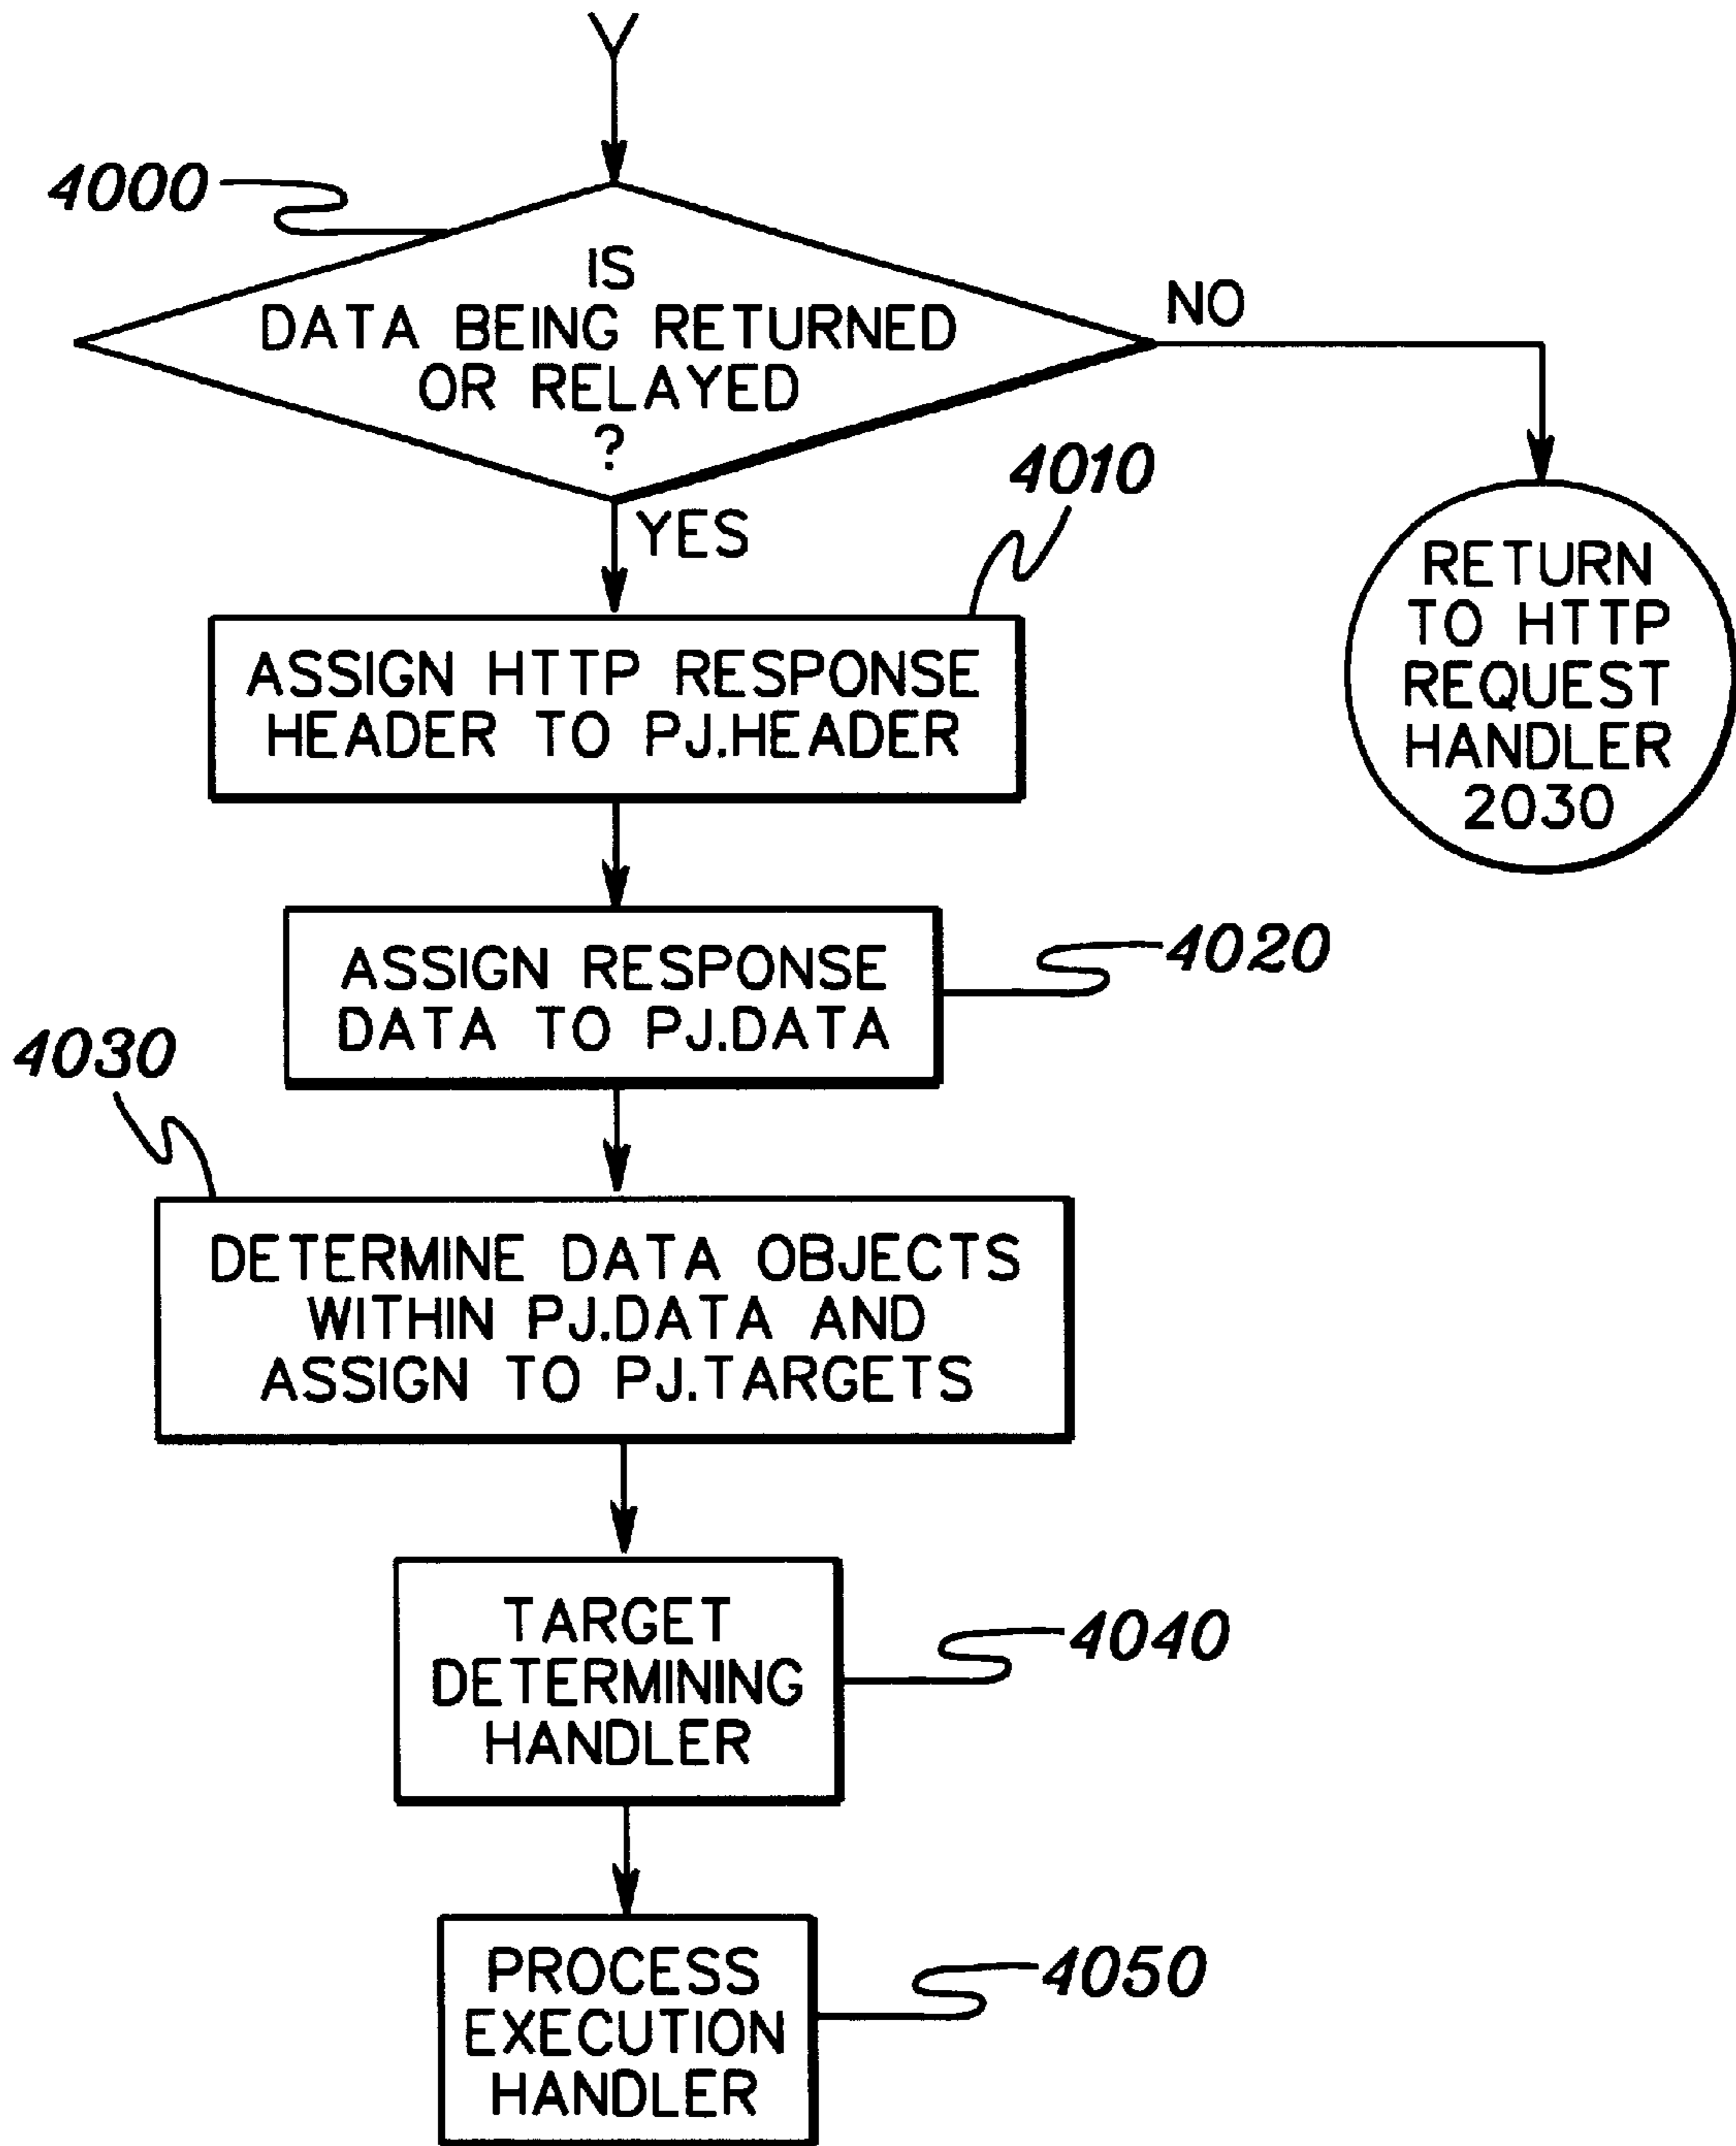 4000
IS
DATA BEING RETURNED
OR RELAYED
?
NO
YES
RETURN
TO HTTP
REQUEST
HANDLER
2030
4010
ASSIGN HTTP RESPONSE
HEADER TO PJ.HEADER
4020
ASSIGN RESPONSE
DATA TO PJ.DATA
4030
DETERMINE DATA OBJECTS
WITHIN PJ.DATA AND
ASSIGN TO PJ.TARGETS
TARGET
DETERMINING
HANDLER
4040
PROCESS
EXECUTION
HANDLER
4050